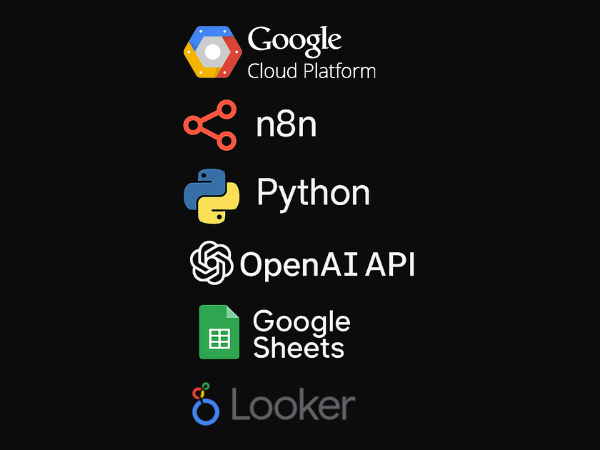 Google
Cloud Platform
n8n
Python
OpenAI API
Google
Sheets
Looker